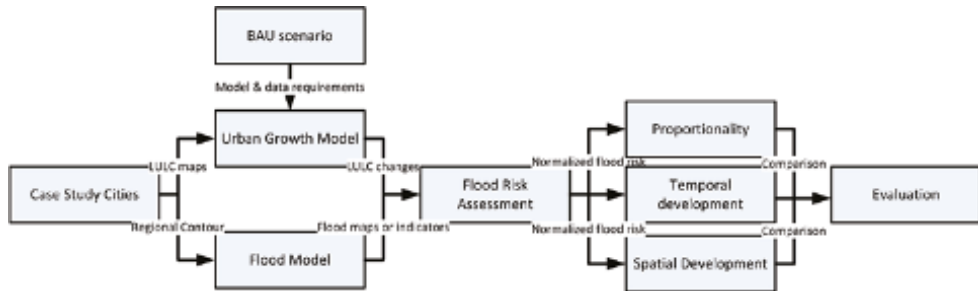 BAU scenario
Model & data requirements
Urban Growth Model
Proportionality
LULC maps
LULC changes
Normalized flood risk
Comparison
Case Study Cities
Flood Risk
Assessment
Temporal
development
Evaluation
Regional Contour
Flood maps or indicators
Normalized flood risk
Comparison
Flood Model
Spatial Development